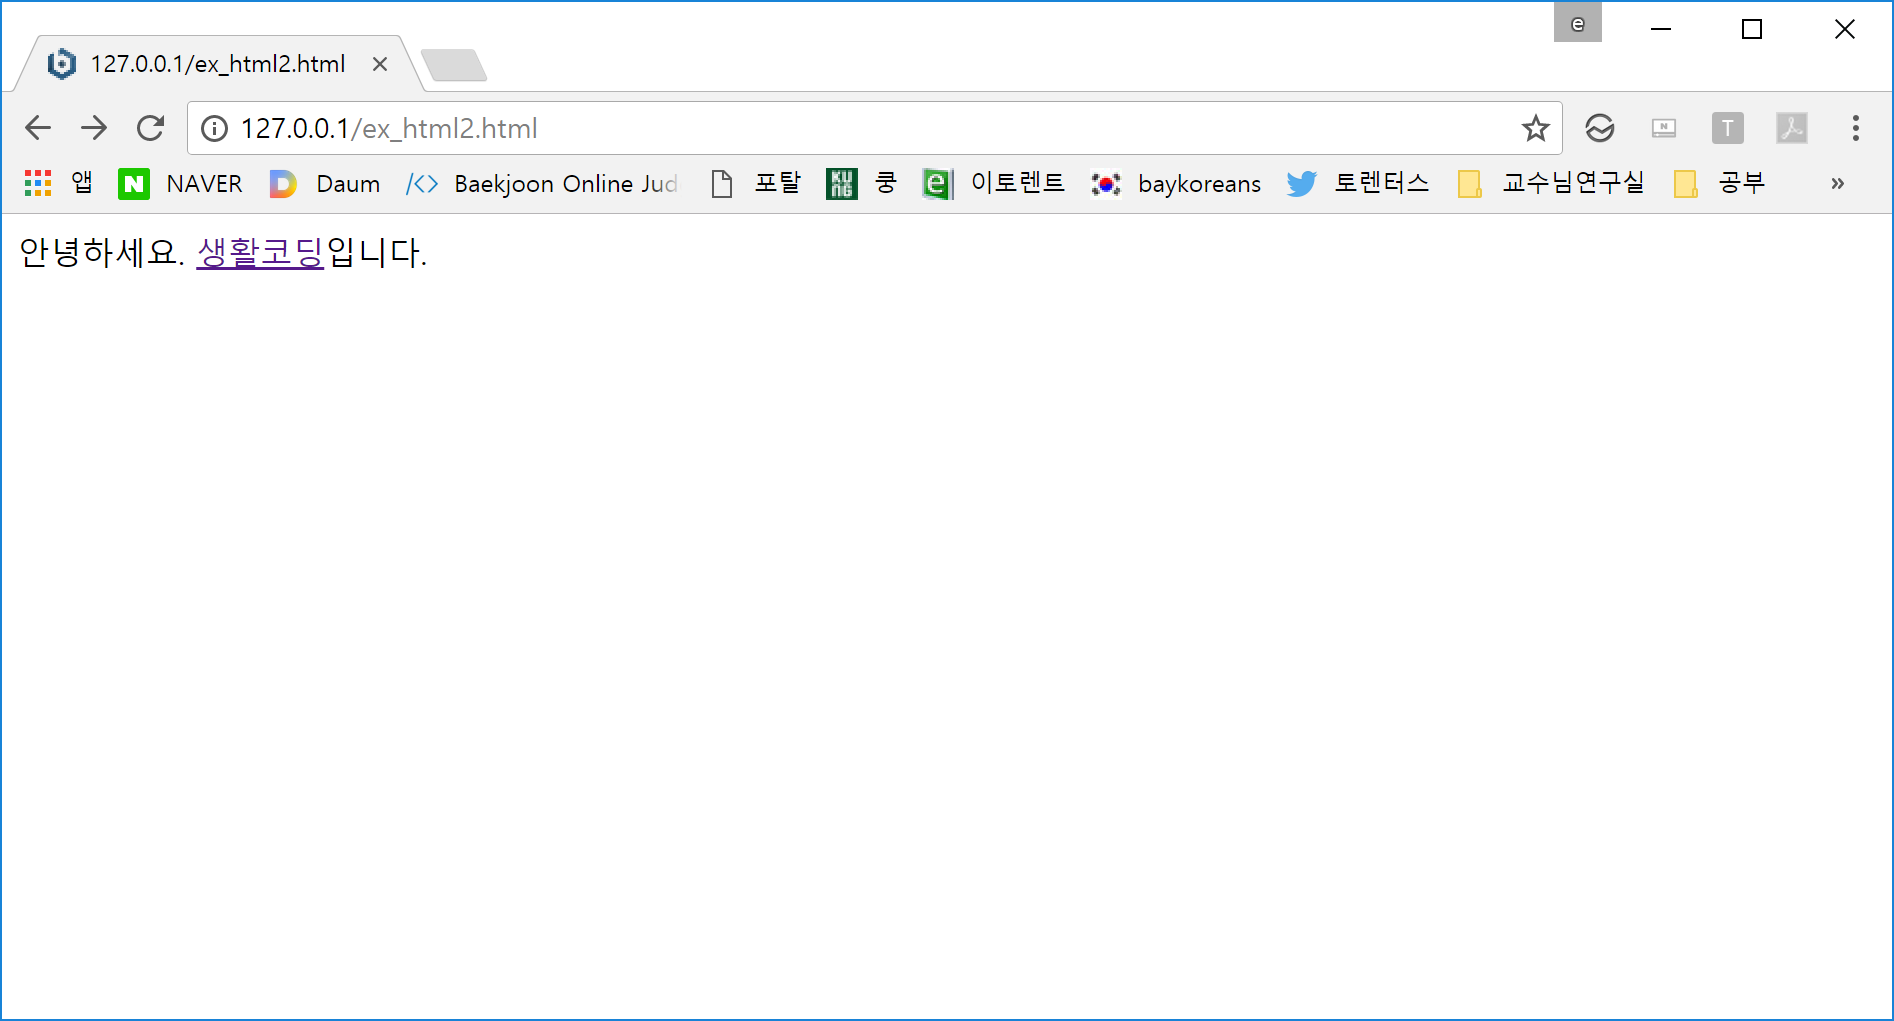 e
127.0.0.1/ex_html2.html
127.0.0.1/ex_html2.html N T
앱 N NAVER D Daum Baekjoon Online Jud 포탈 KUNG 쿵 e 이토렌트 baykoreans 토렌터스 교수님연구실 공부 »
안녕하세요. 생활코딩입니다.